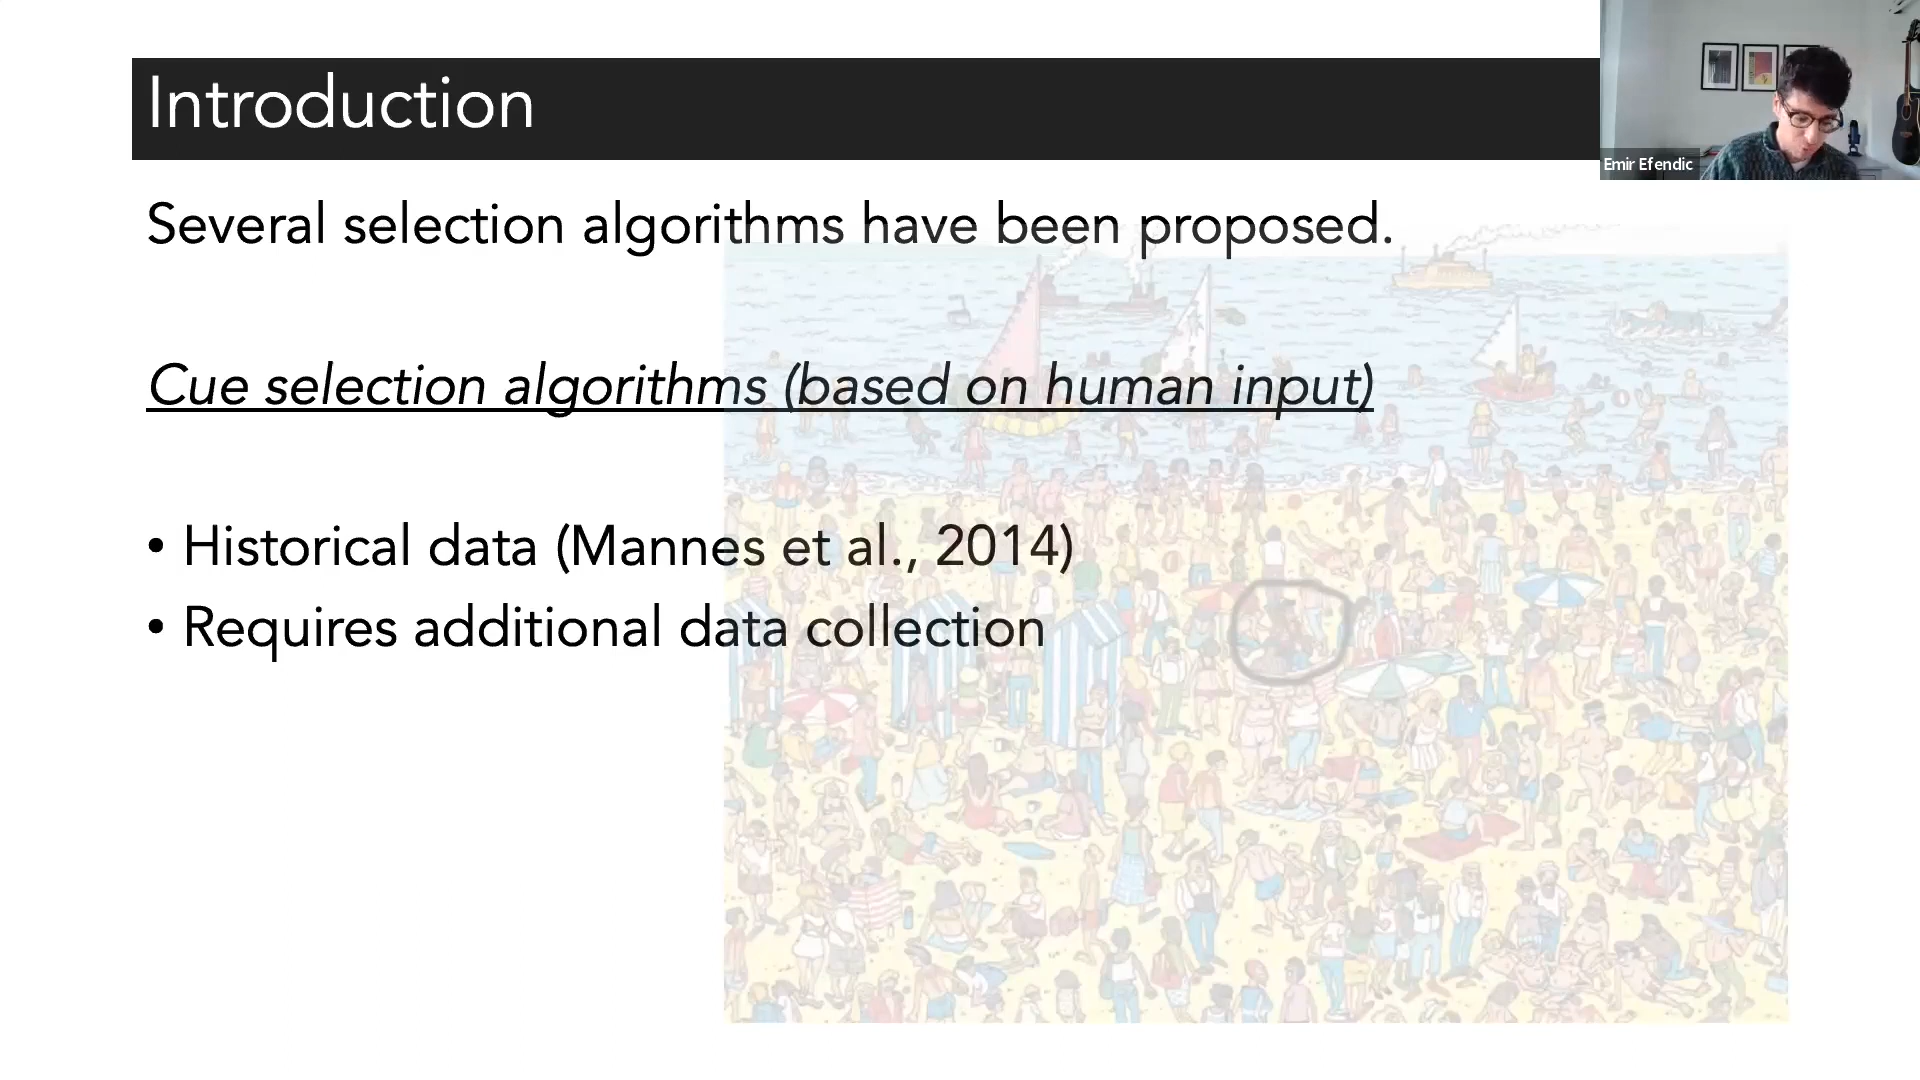 Introduction
Emir Efendic
Several selection algorithms have been proposed.
Cue selection algorithms (based on human input)
• Historical data (Mannes et al., 2014)
• Requires additional data collection